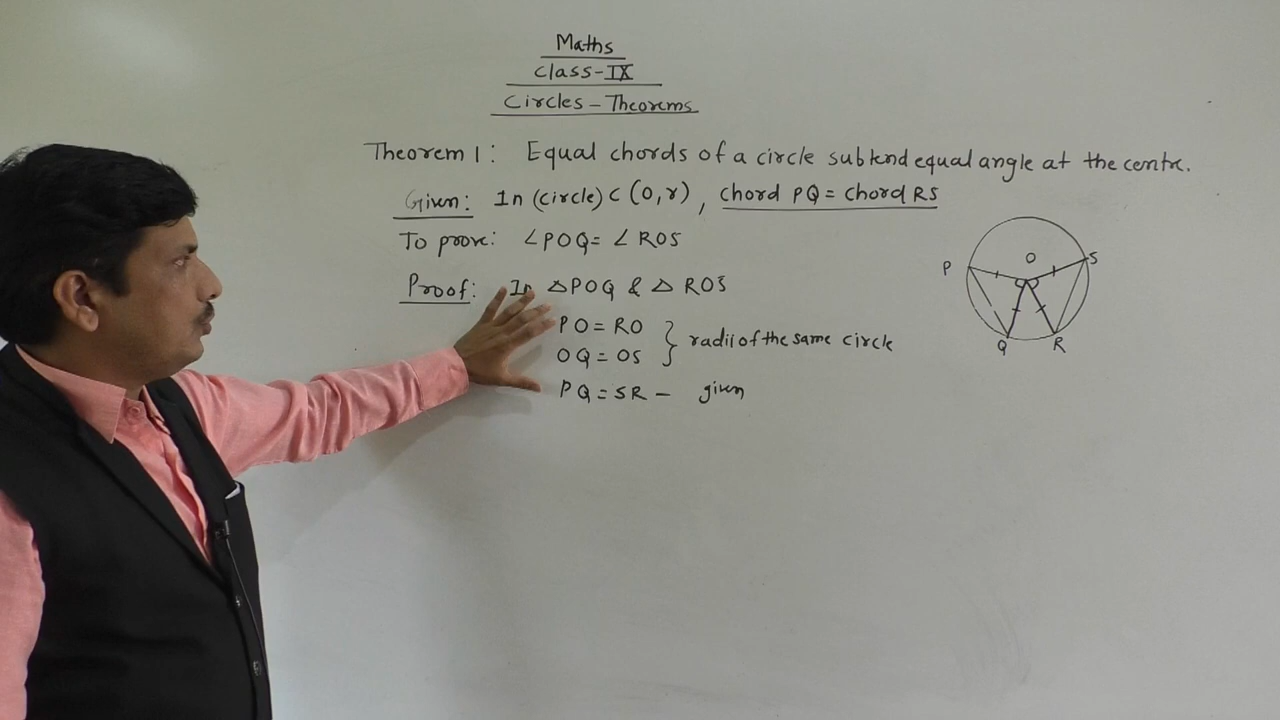 Maths
Class-IX
Circles - Theorems
Theorem 1: Equal chords of a circle subtend equal angle at the centre.
Given: In (circle) C (O, r), chord PQ = chord RS
To prove: ∠POQ = ∠ROS
Proof: In △POQ & △ROS
PO = RO
OQ = OS } radii of the same circle
PQ = SR - given
P O S
Q R